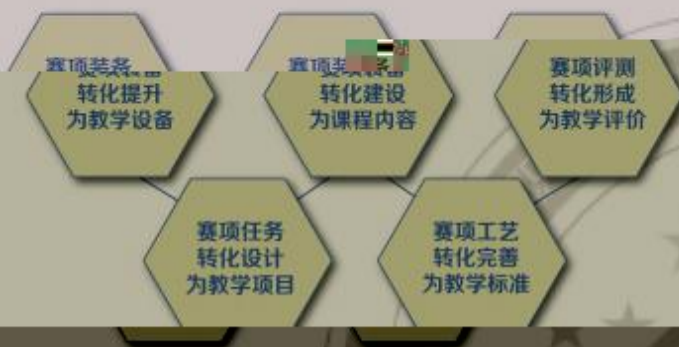 赛项装备
转化提升
为教学设备
赛项装备
转化建设
为课程内容
赛项评测
转化形成
为教学评价
赛项任务
转化设计
为教学项目
赛项工艺
转化完善
为教学标准